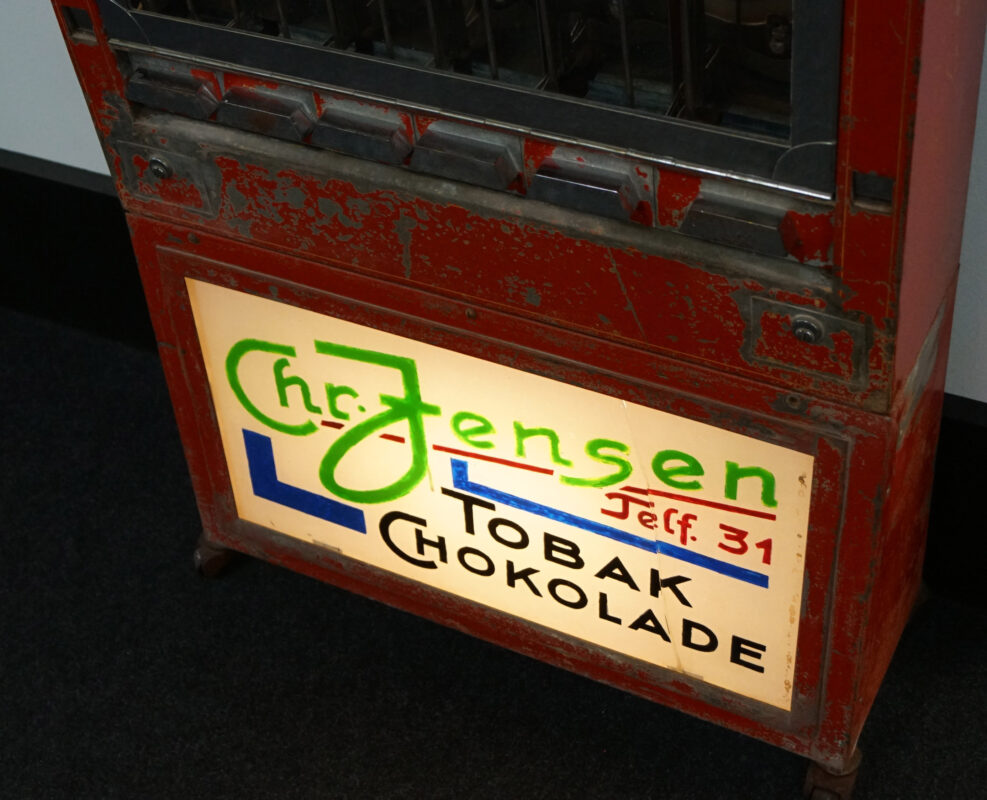 Chr. Jensen
Telf. 31
TOBAK
CHOKOLADE